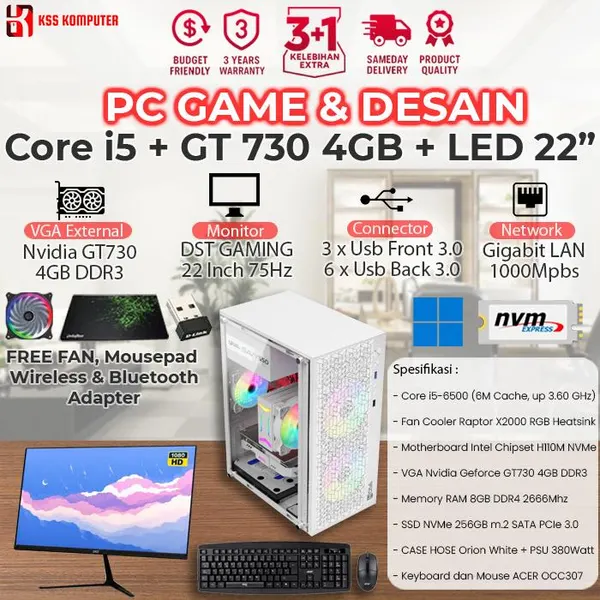 KSS KOMPUTER
BUDGET
FRIENDLY
3 YEARS
WARRANTY
3+1
KELEBIHAN
EXTRA
SAMEDAY
DELIVERY
PRODUCT
QUALITY
PC GAME & DESAIN
Core i5 + GT 730 4GB + LED 22”
VGA External
Nvidia GT730
4GB DDR3
Monitor
DST GAMING
22 Inch 75Hz
Connector
3 x Usb Front 3.0
6 x Usb Back 3.0
Network
Gigabit LAN
1000Mpbs
D-Link
nvm
EXPRESS
FREE FAN, Mousepad
Wireless & Bluetooth
Adapter
1080
HD
Spesifikasi :
- Core i5-6500 (6M Cache, up 3.60 GHz)
- Fan Cooler Raptor X2000 RGB Heatsink
- Motherboard Intel Chipset H110M NVMe
- VGA Nvidia Geforce GT730 4GB DDR3
- Memory RAM 8GB DDR4 2666Mhz
- SSD NVMe 256GB m.2 SATA PCIe 3.0
- CASE HOSE Orion White + PSU 380Watt
- Keyboard dan Mouse ACER OCC307